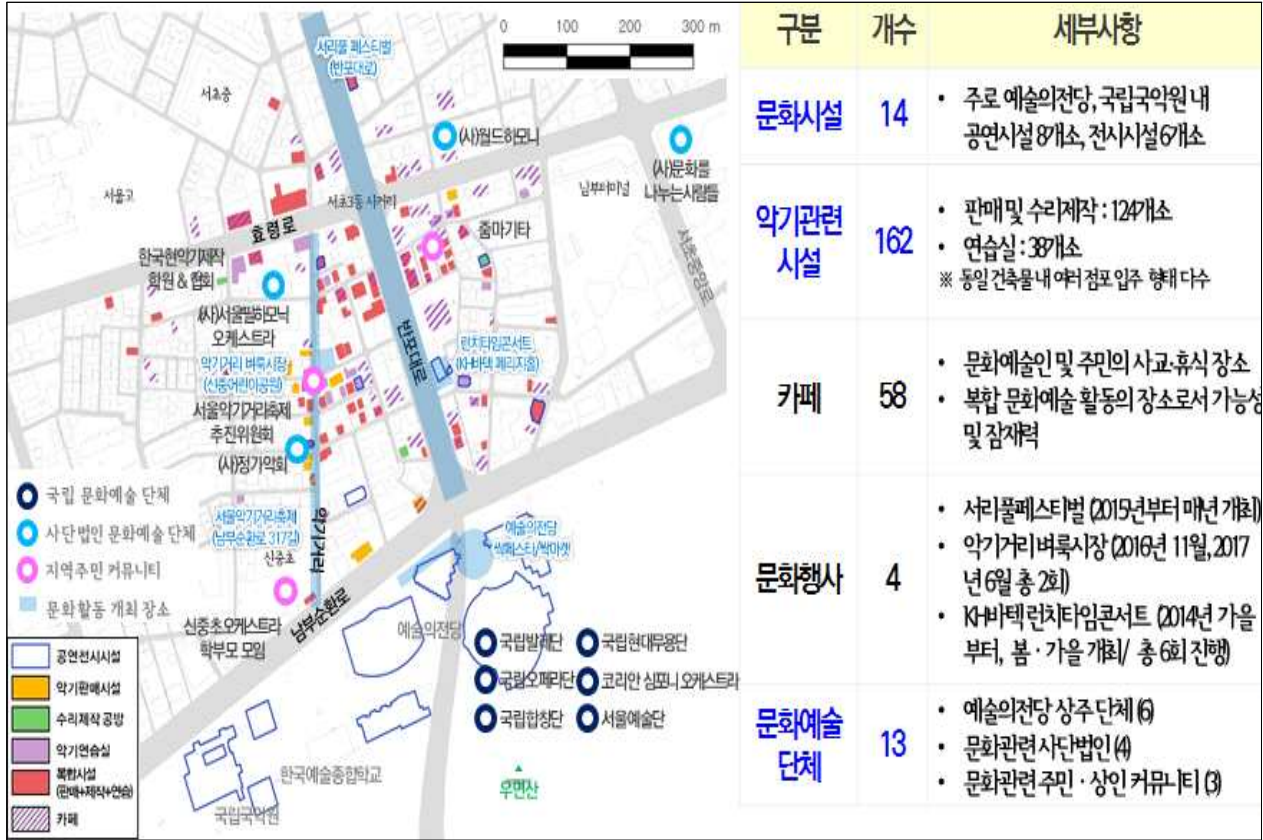 0 100 200 300 m
서리풀 페스티벌
(반포대로)
서초중
(사)월드하모니
(사)문화를
나누는사람들
서울고
서초3동 사거리
남부터미널
효령로
줌마기타
서초중앙로
한국현악기제작
학원 & 협회
(사)서울필하모닉
오케스트라
반포대로
런치타임콘서트
(KH바텍 페리지홀)
악기거리 벼룩시장
(신중어린이공원)
서울악기거리축제
추진위원회
(사)정가악회
국립 문화예술 단체
사단법인 문화예술 단체
지역주민 커뮤니티
문화활동 개최 장소
서울악기거리축제
(남부순환로 317길)
악기거리
신중초
예술의전당
싹페스티/싹마켓
신중초오케스트라
학부모 모임
남부순환로
예술의전당
국립발레단
국립현대무용단
국립오페라단
코리안 심포니 오케스트라
국립합창단
서울예술단
한국예술종합학교
국립국악원
우면산
공연전시시설
악기판매시설
수리제작 공방
악기연습실
복합시설
(판매+제작+연습)
카페
구분 개수 세부사항
문화시설 14
• 주로 예술의전당, 국립국악원 내
공연시설 8개소, 전시시설 6개소
악기관련
시설 162
• 판매 및 수리제작 : 124개소
• 연습실 : 38개소
※ 동일 건축물 내 여러 점포 입주 형태 다수
카페 58
• 문화예술인 및 주민의 사교·휴식 장소
• 복합 문화예술 활동의 장소로서 가능성
및 잠재력
문화행사 4
• 서리풀페스티벌 (2015년부터 매년 개최)
• 악기거리 벼룩시장 (2016년 11월, 2017
년 6월 총 2회)
• KH바텍 런치타임콘서트 (2014년 가을
부터, 봄 · 가을 개최/ 총 6회 진행)
문화예술
단체 13
• 예술의전당 상주 단체 (6)
• 문화관련 사단법인 (4)
• 문화관련 주민 · 상인 커뮤니티 (3)